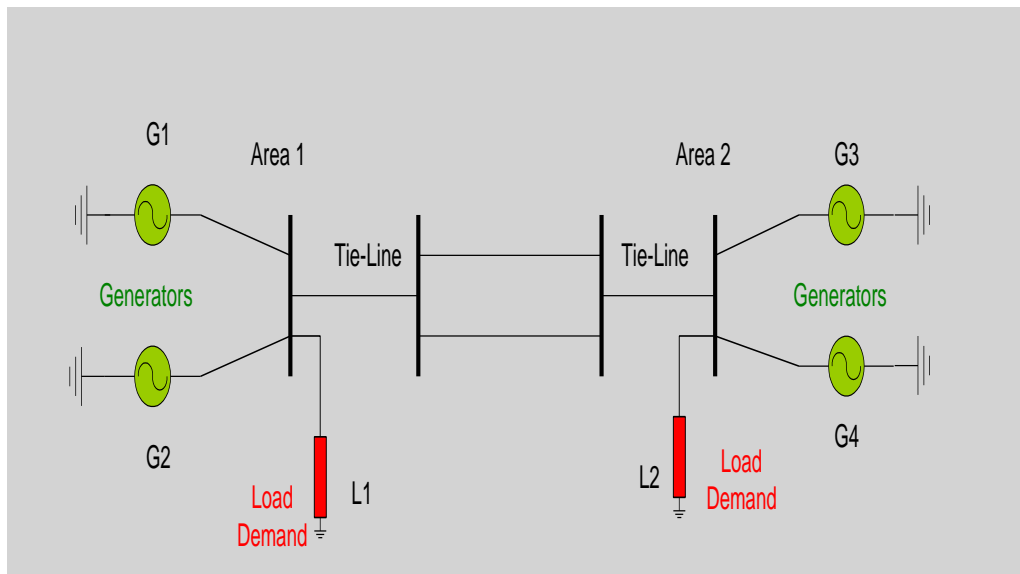 G1
Area 1
Area 2
G3
Tie-Line
Tie-Line
Generators
Generators
G2
G4
L1
L2
Load
Demand
Load
Demand